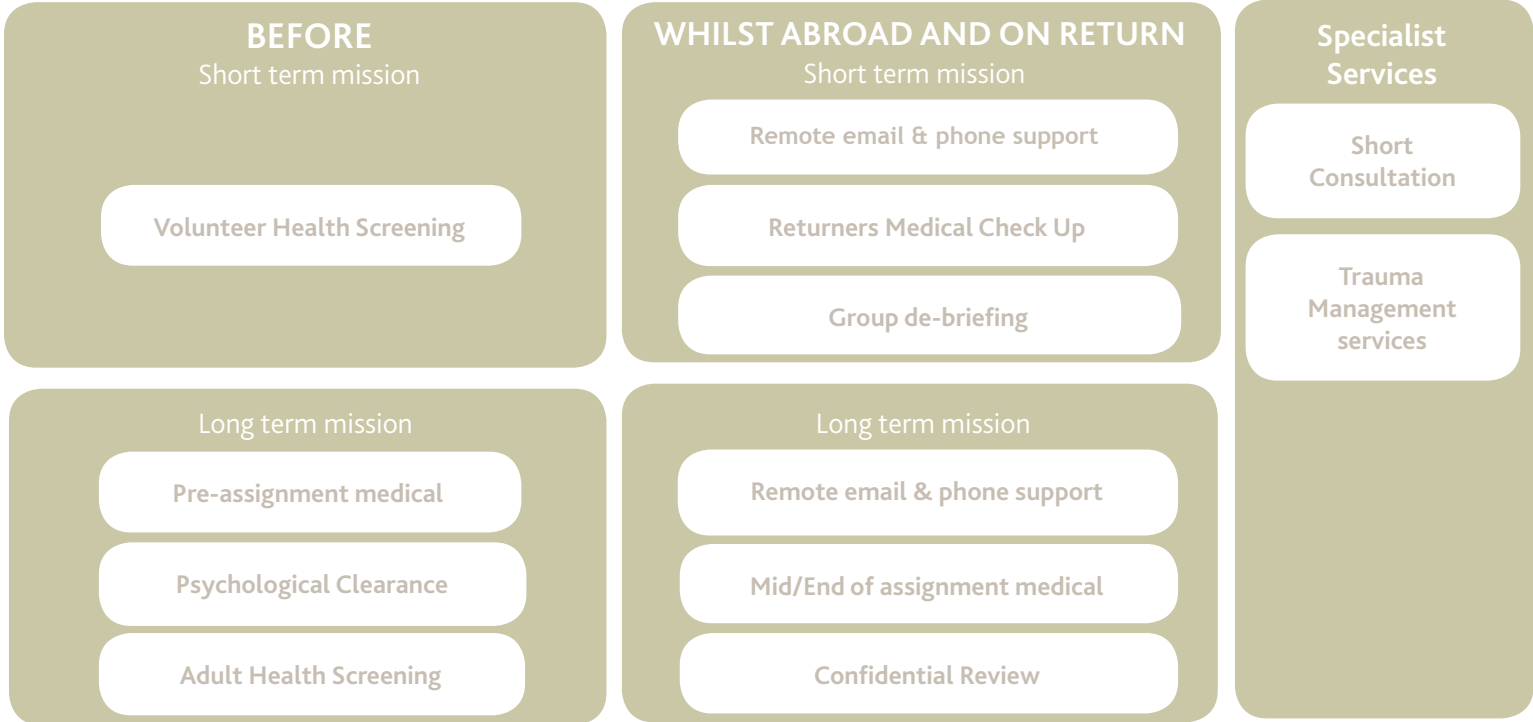 BEFORE
Short term mission
Volunteer Health Screening
WHILST ABROAD AND ON RETURN
Short term mission
Remote email & phone support
Returners Medical Check Up
Group de-briefing
Specialist
Services
Short
Consultation
Trauma
Management
services
Long term mission
Pre-assignment medical
Psychological Clearance
Adult Health Screening
Long term mission
Remote email & phone support
Mid/End of assignment medical
Confidential Review